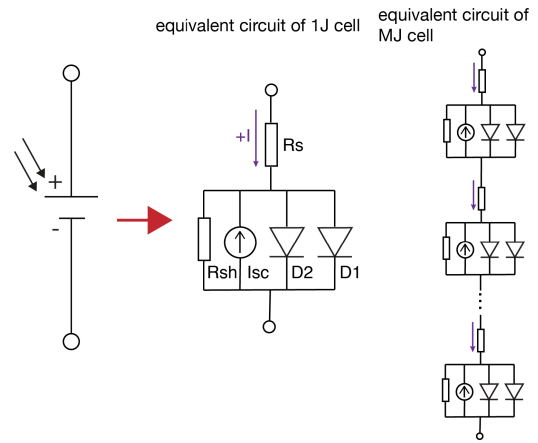 equivalent circuit of 1J cell
equivalent circuit of
MJ cell
+
-
+I
Rs
Rsh Isc D2 D1